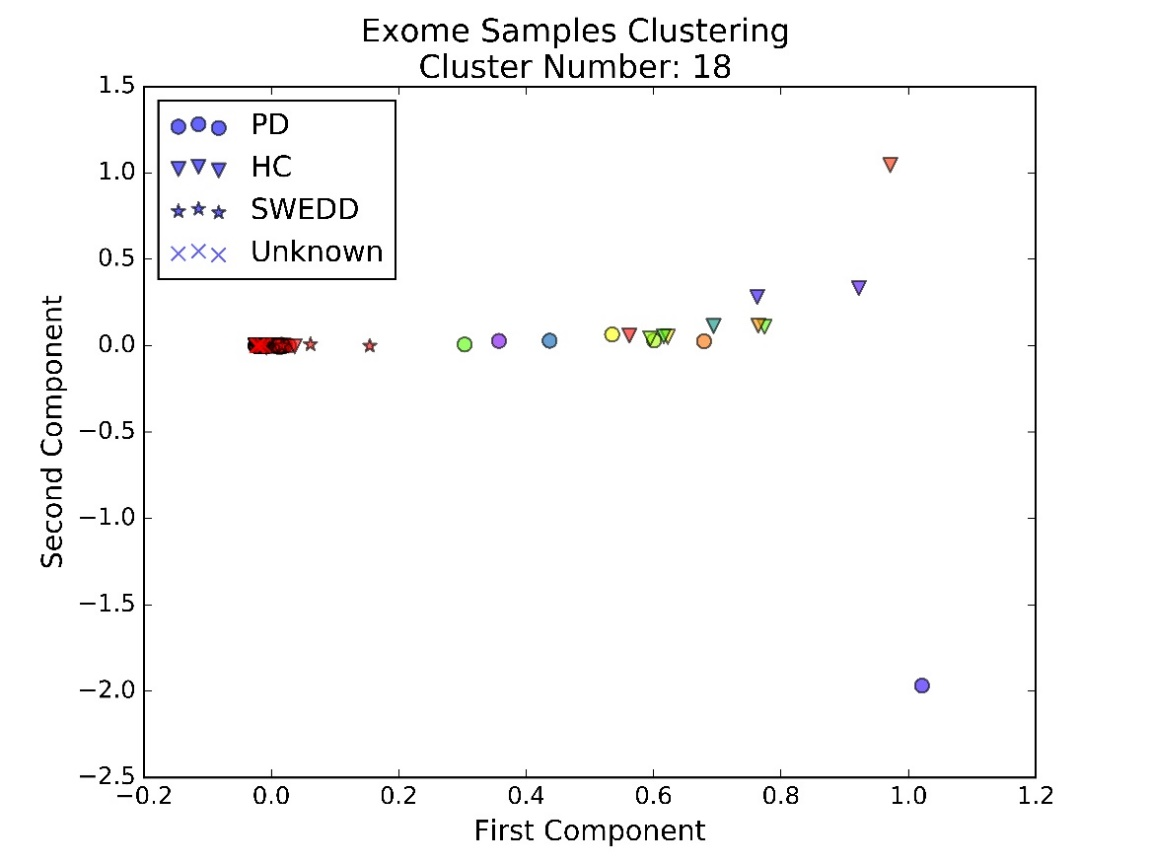 Exome Samples Clustering
Cluster Number: 18
PD
HC
SWEDD
Unknown
1.5
1.0
0.5
0.0
−0.5
−1.0
−1.5
−2.0
−2.5
Second Component
−0.2 0.0 0.2 0.4 0.6 0.8 1.0 1.2
First Component